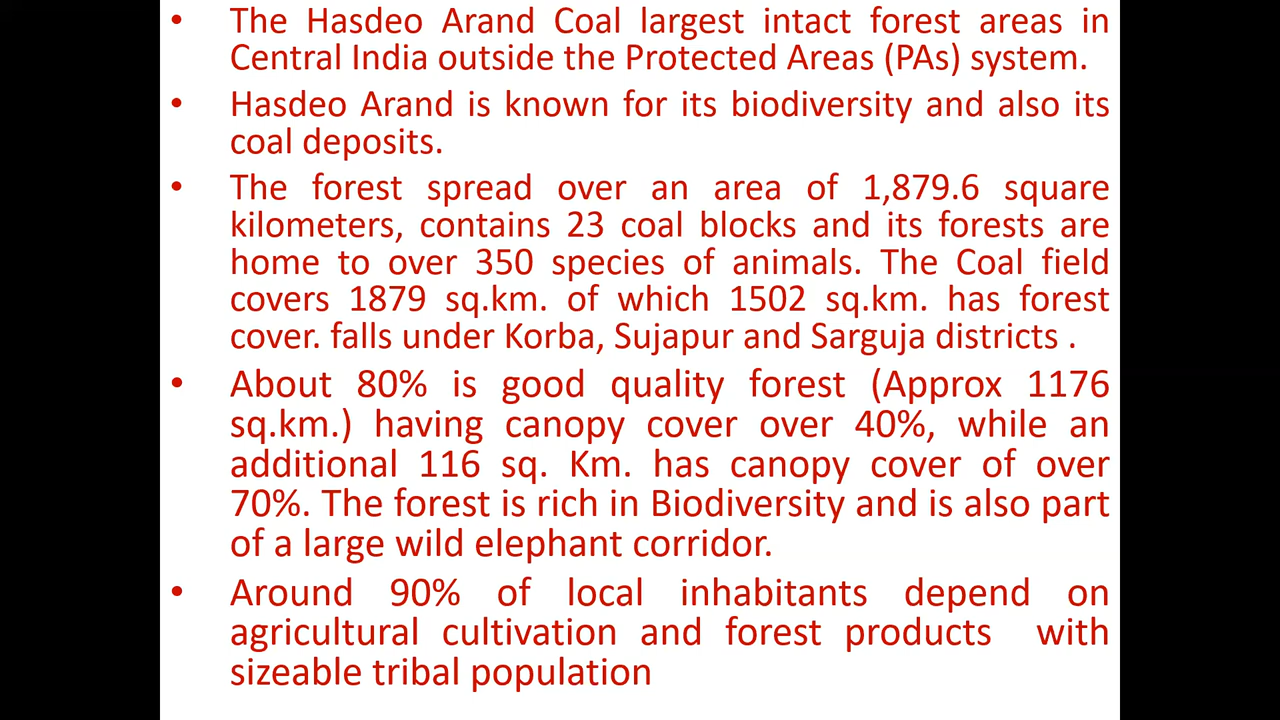 • The Hasdeo Arand Coal largest intact forest areas in
Central India outside the Protected Areas (PAs) system.
• Hasdeo Arand is known for its biodiversity and also its
coal deposits.
• The forest spread over an area of 1,879.6 square
kilometers, contains 23 coal blocks and its forests are
home to over 350 species of animals. The Coal field
covers 1879 sq.km. of which 1502 sq.km. has forest
cover. falls under Korba, Sujapur and Sarguja districts .
• About 80% is good quality forest (Approx 1176
sq.km.) having canopy cover over 40%, while an
additional 116 sq. Km. has canopy cover of over
70%. The forest is rich in Biodiversity and is also part
of a large wild elephant corridor.
• Around 90% of local inhabitants depend on
agricultural cultivation and forest products with
sizeable tribal population